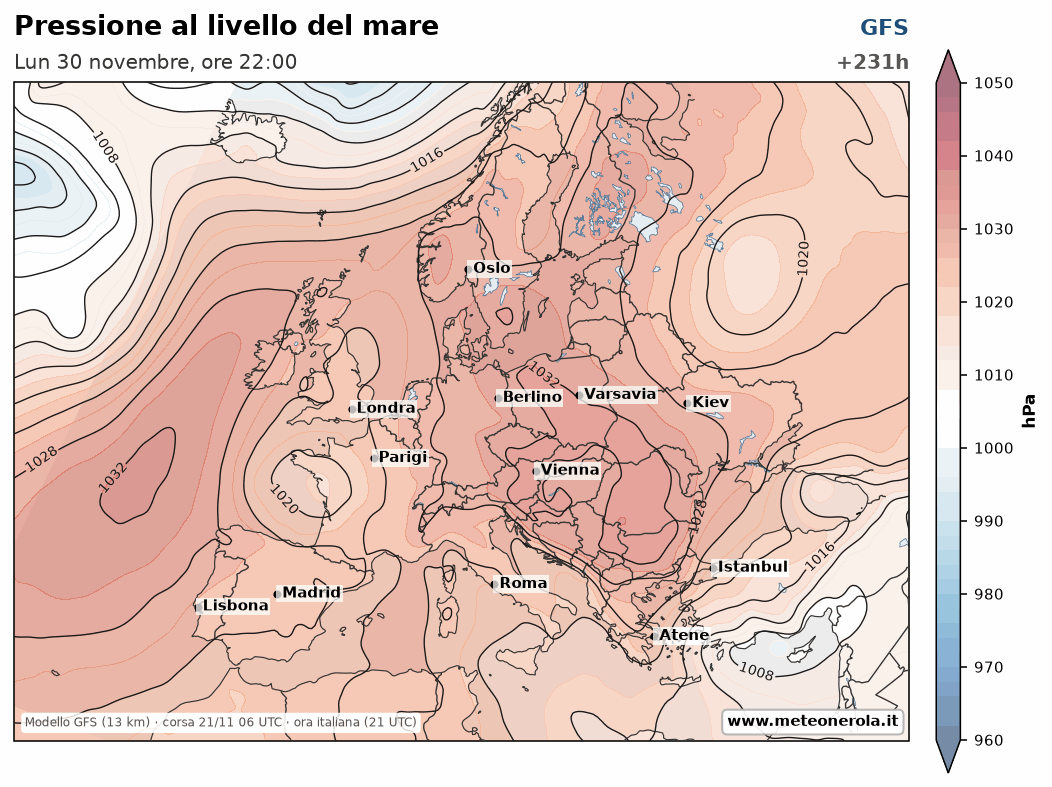 Pressione al livello del mare
GFS
Lun 30 novembre, ore 22:00
+231h
1050
1040
1030
1020
1010
1000
990
980
970
960
hPa
1008
1016
1020
Oslo
1032
Berlino
Varsavia
Kiev
Londra
Parigi
1028
1032
Vienna
1020
1028
1016
Istanbul
Roma
Madrid
Lisbona
Atene
1008
Modello GFS (13 km) · corsa 21/11 06 UTC · ora italiana (21 UTC)
www.meteonerola.it